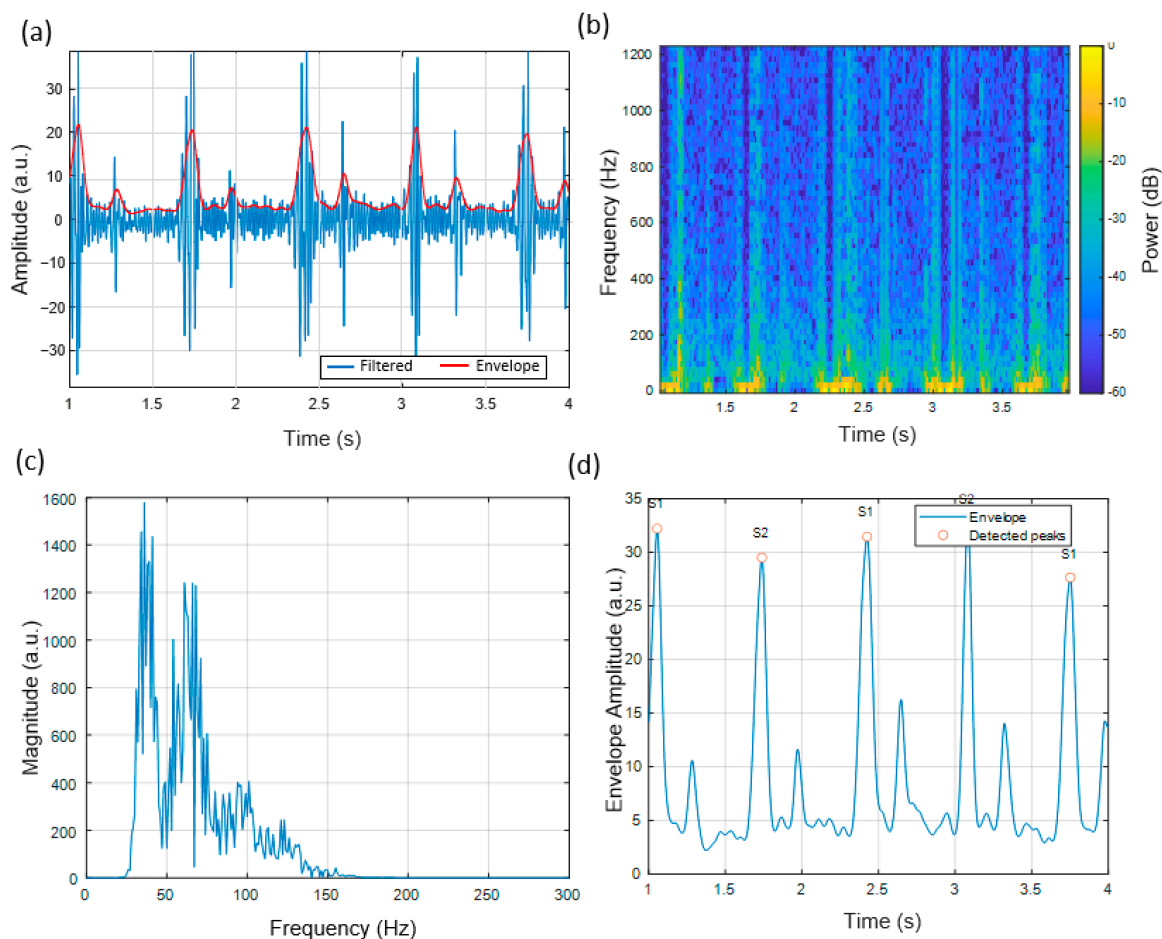 (a)
Amplitude (a.u.)
30
20
10
0
−10
−20
−30
Filtered
Envelope
1
1.5
2
2.5
3
3.5
4
Time (s)
(b)
Frequency (Hz)
1200
1000
800
600
400
200
0
1.5
2
2.5
3
3.5
Time (s)
0
-10
-20
-30
-40
-50
-60
Power (dB)
(c)
Magnitude (a.u.)
1600
1400
1200
1000
800
600
400
200
0
0
50
100
150
200
250
300
Frequency (Hz)
(d)
Envelope Amplitude (a.u.)
35
30
25
20
15
10
5
0
S1
S2
S1
S2
S1
Envelope
Detected peaks
1
1.5
2
2.5
3
3.5
4
Time (s)